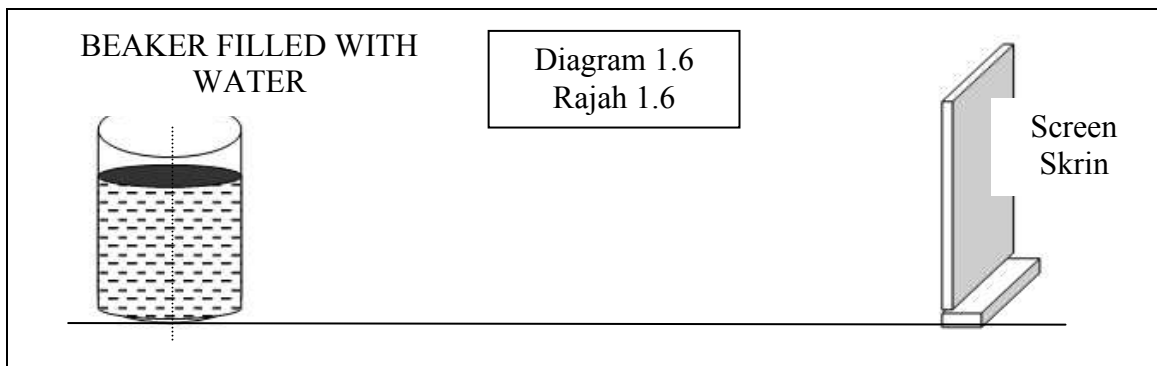 BEAKER FILLED WITH
WATER
Diagram 1.6
Rajah 1.6
Screen
Skrin